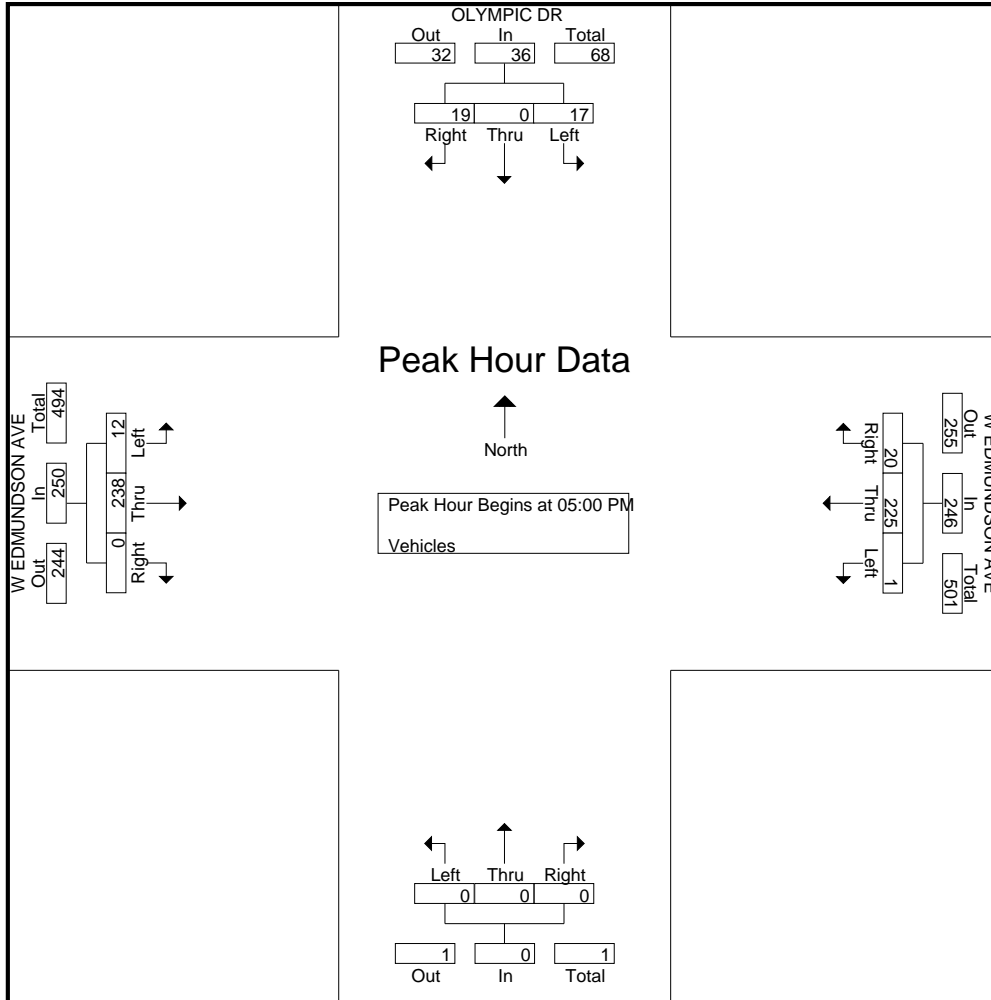 OLYMPIC DR
Out In Total
32 36 68
19 0 17
Right Thru Left
Peak Hour Data
North
Peak Hour Begins at 05:00 PM
Vehicles
W EDMUNDSON AVE
Total In Out
494 250 244
12 238 0
Left Thru Right
W EDMUNDSON AVE
Out In Total
255 246 501
20 225 1
Right Thru Left
Left Thru Right
0 0 0
1 0 1
Out In Total